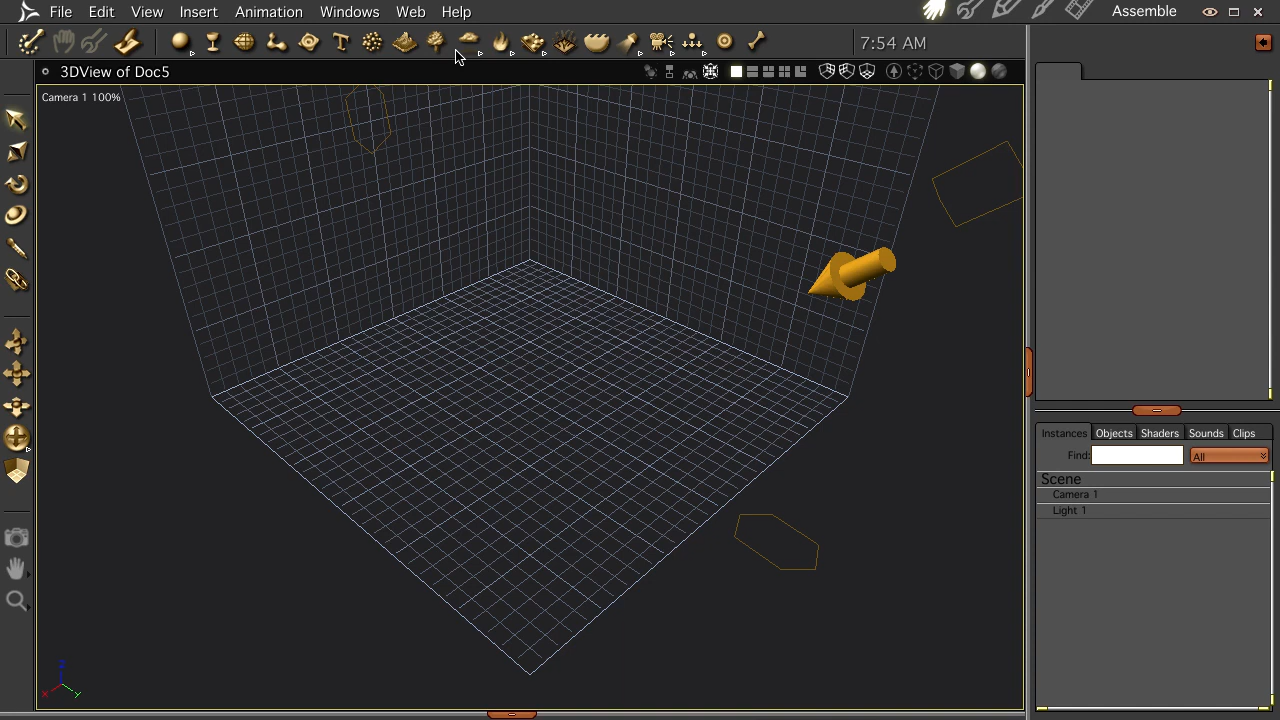 File Edit View Insert Animation Windows Web Help Assemble
7:54 AM
3DView of Doc5
Camera 1 100%
Instances Objects Shaders Sounds Clips
Find: All
Scene
Camera 1
Light 1
Z
X Y